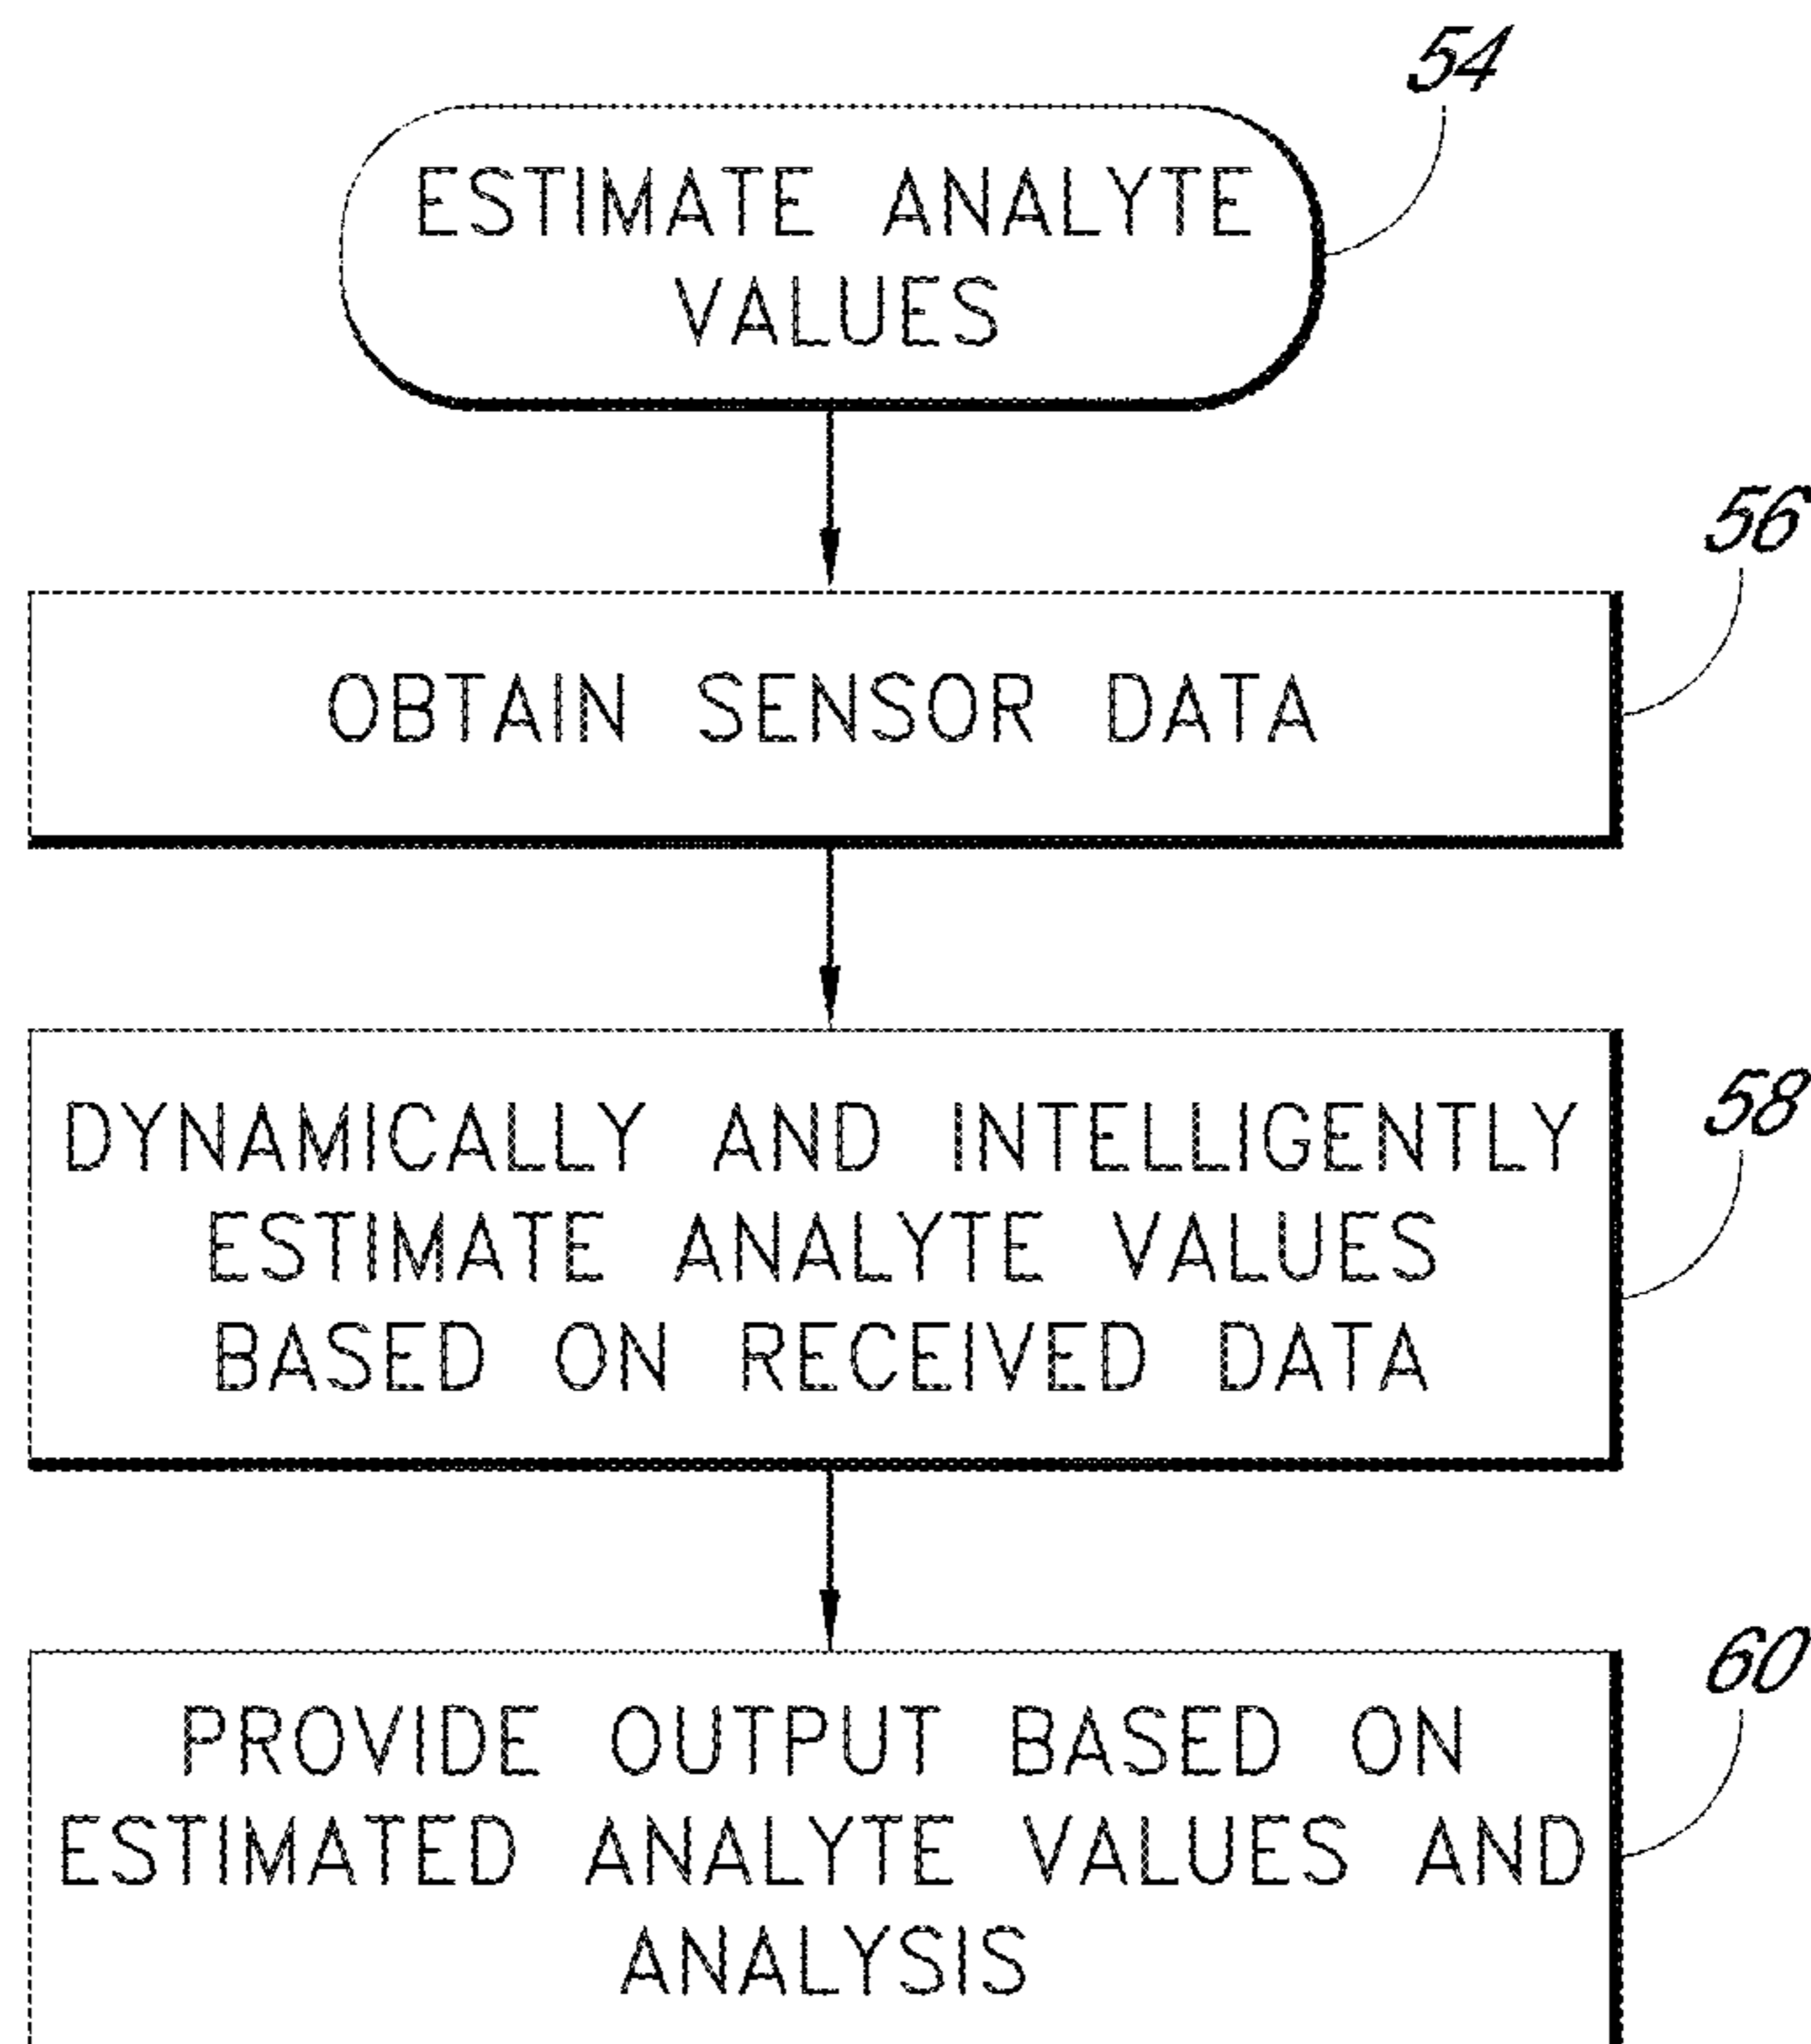 54
ESTIMATE ANALYTE
VALUES
56
OBTAIN SENSOR DATA
58
DYNAMICALLY AND INTELLIGENTLY
ESTIMATE ANALYTE VALUES
BASED ON RECEIVED DATA
60
PROVIDE OUTPUT BASED ON
ESTIMATED ANALYTE VALUES AND
ANALYSIS